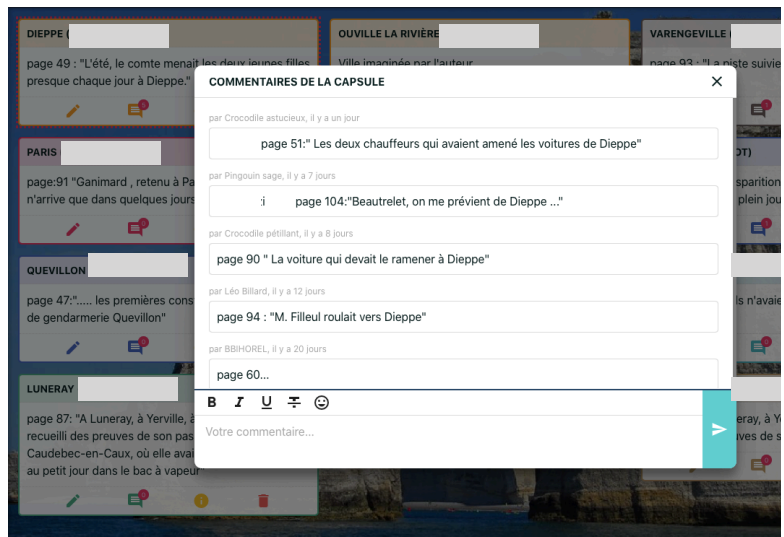 DIEPPE (
OUVILLE LA RIVIÈRE
VARENGEVILLE (
page 49 : "L'été, le comte menait les deux jeunes filles
presque chaque jour à Dieppe."
Ville imaginée par l'auteur
page 93 : "La piste suivie
COMMENTAIRES DE LA CAPSULE
par Crocodile astucieux, il y a un jour
page 51:" Les deux chauffeurs qui avaient amené les voitures de Dieppe"
par Pingouin sage, il y a 7 jours
page 104:"Beautrelet, on me prévient de Dieppe ..."
par Crocodile pétillant, il y a 8 jours
page 90 " La voiture qui devait le ramener à Dieppe"
par Léo Billard, il y a 12 jours
page 94 : "M. Filleul roulait vers Dieppe"
par BBIHOREL, il y a 20 jours
page 60...
Votre commentaire...
PARIS
page:91 "Ganimard , retenu à Pa
n'arrive que dans quelques jours
QUEVILLON
page 47:"..... les premières cons
de gendarmerie Quevillon"
LUNERAY
page 87: "A Luneray, à Yerville, à
recueilli des preuves de son pas
Caudebec-en-Caux, où elle avai
au petit jour dans le bac à vapeur"
OT)
sparition
plein jou
ls n'avaie
eray, à Ye
uves de s